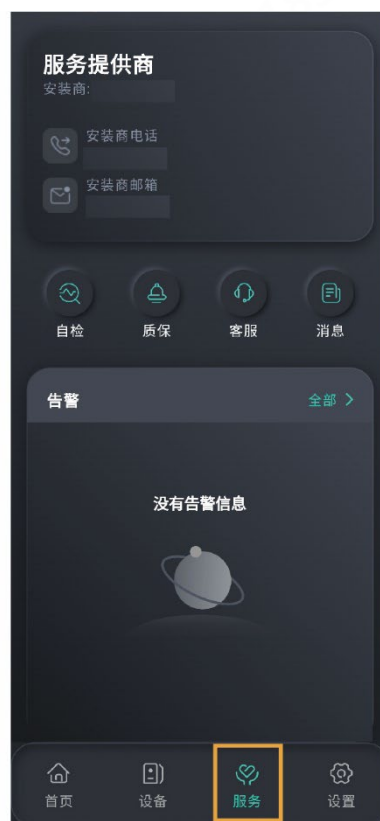 服务提供商
安装商:
安装商电话
安装商邮箱
自检 质保 客服 消息
告警 全部
没有告警信息
首页 设备 服务 设置